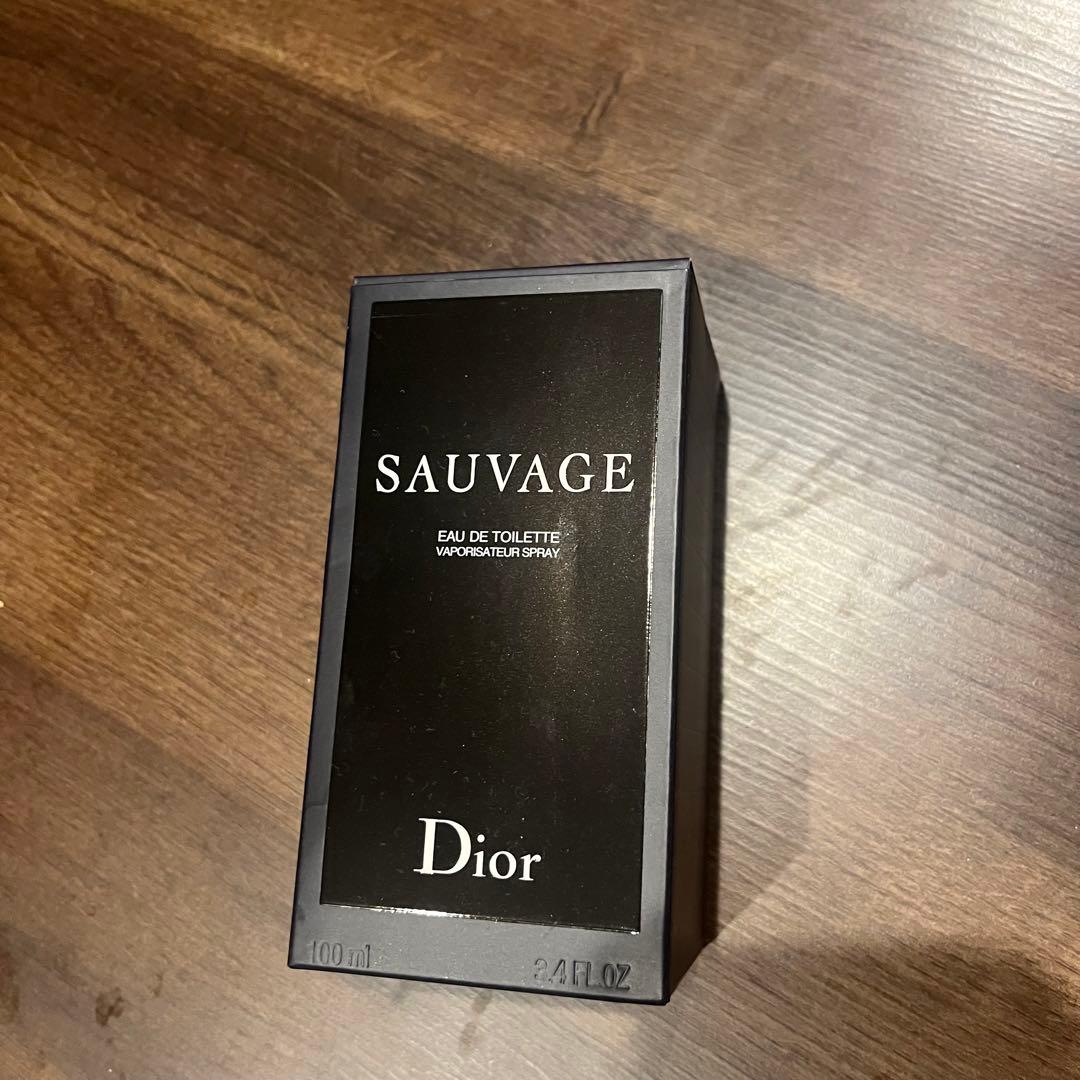 SAUVAGE
EAU DE TOILETTE
VAPORISATEUR SPRAY
Dior
100 ml 3.4 FL.OZ